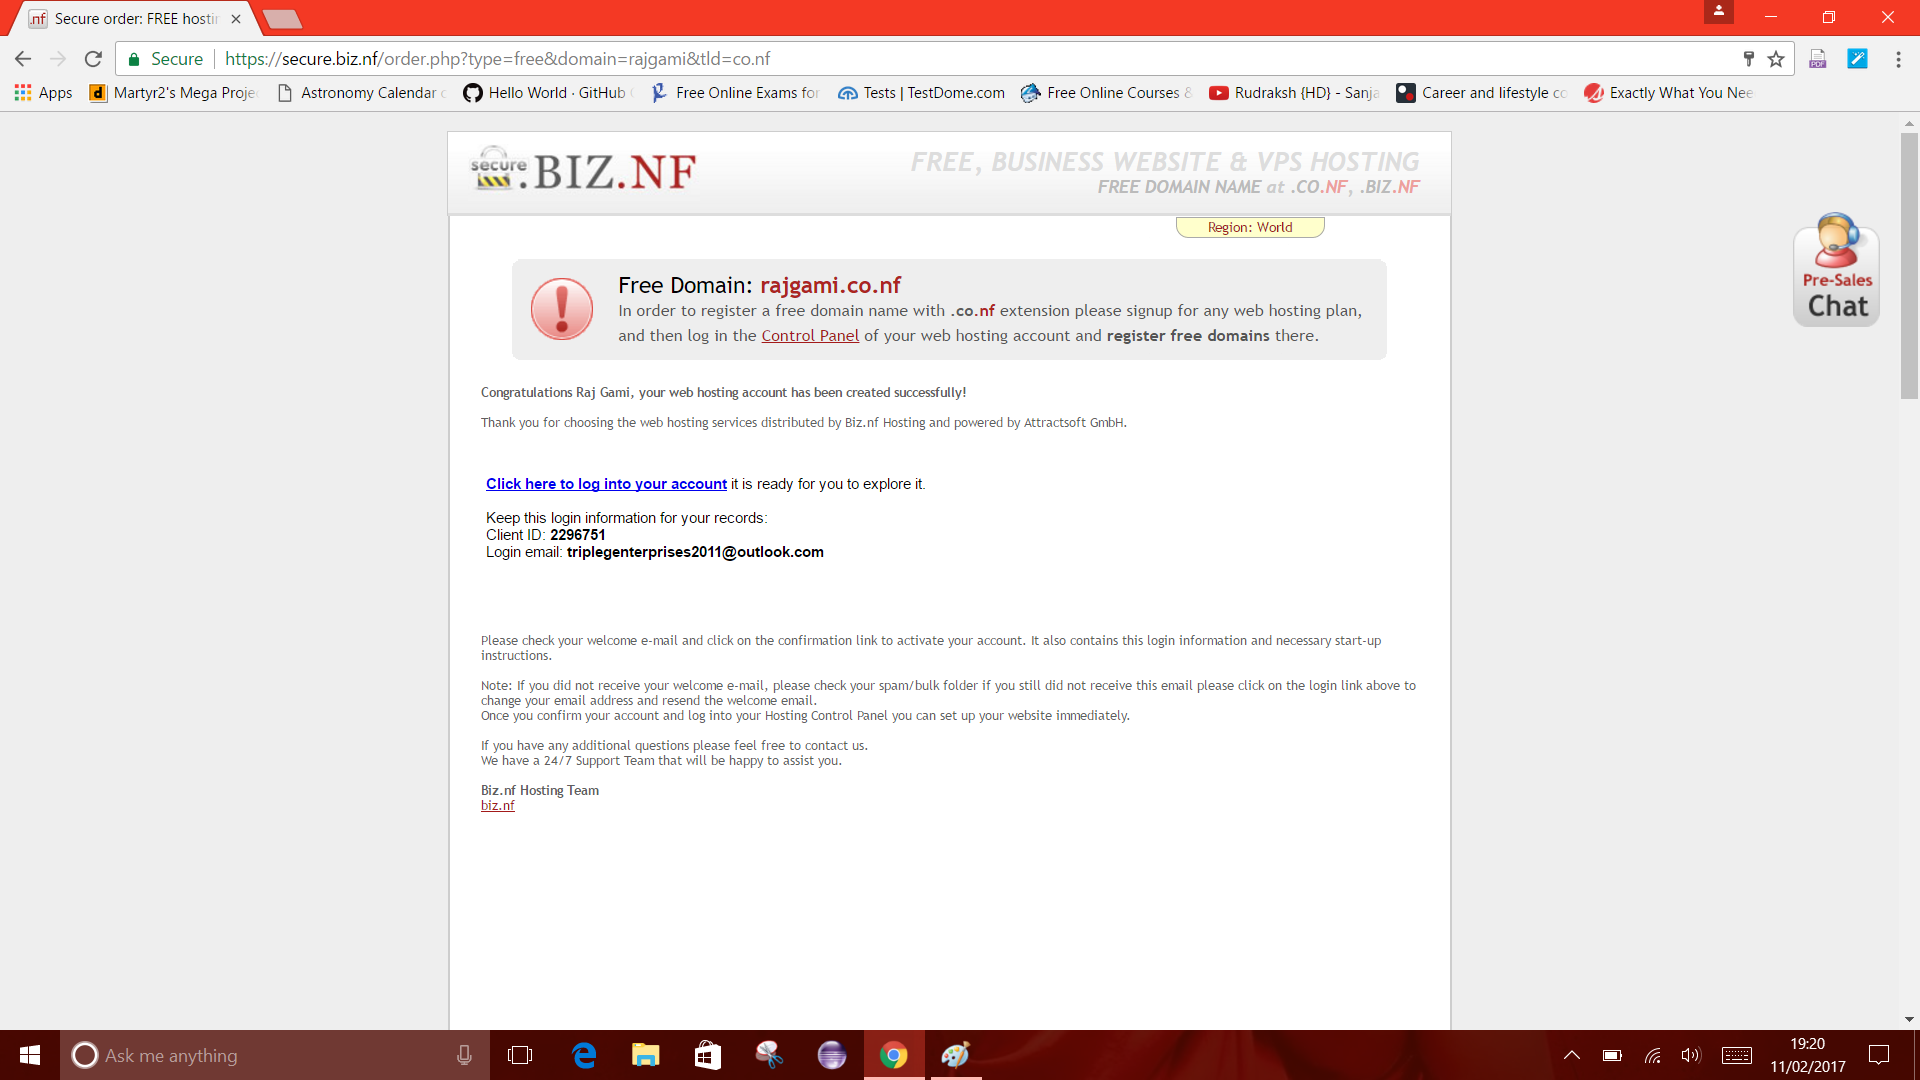 Secure order: FREE hostin
Secure
https://secure.biz.nf/order.php?type=free&domain=rajgami&tld=co.nf
Apps
Martyr2's Mega Proje
Astronomy Calendar
Hello World · GitHub
Free Online Exams for
Tests | TestDome.com
Free Online Courses &
Rudraksh {HD} - Sanja
Career and lifestyle co
Exactly What You Nee
secure.BIZ.NF
FREE, BUSINESS WEBSITE & VPS HOSTING
FREE DOMAIN NAME at .CO.NF, .BIZ.NF
Region: World
Pre-Sales
Chat
Free Domain: rajgami.co.nf
In order to register a free domain name with .co.nf extension please signup for any web hosting plan,
and then log in the Control Panel of your web hosting account and register free domains there.
Congratulations Raj Gami, your web hosting account has been created successfully!
Thank you for choosing the web hosting services distributed by Biz.nf Hosting and powered by Attractsoft GmbH.
Click here to log into your account it is ready for you to explore it.
Keep this login information for your records:
Client ID: 2296751
Login email: triplegenterprises2011@outlook.com
Please check your welcome e-mail and click on the confirmation link to activate your account. It also contains this login information and necessary start-up
instructions.
Note: If you did not receive your welcome e-mail, please check your spam/bulk folder if you still did not receive this email please click on the login link above to
change your email address and resend the welcome email.
Once you confirm your account and log into your Hosting Control Panel you can set up your website immediately.
If you have any additional questions please feel free to contact us.
We have a 24/7 Support Team that will be happy to assist you.
Biz.nf Hosting Team
biz.nf
Ask me anything
19:20
11/02/2017